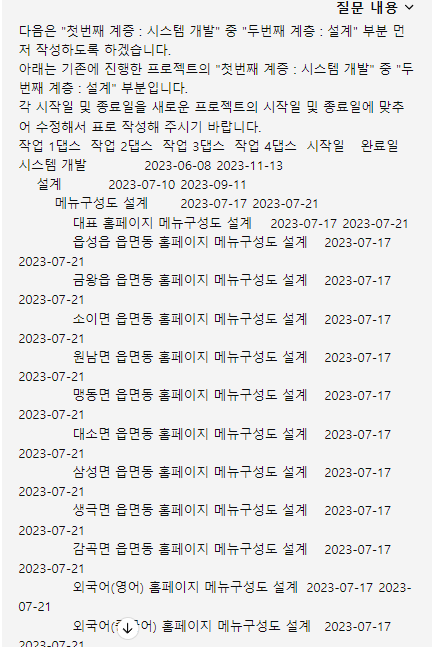 질문 내용
다음은 "첫번째 계층 : 시스템 개발" 중 "두번째 계층 : 설계" 부분 먼
저 작성하도록 하겠습니다.
아래는 기존에 진행한 프로젝트의 "첫번째 계층 : 시스템 개발" 중 "두
번째 계층 : 설계" 부분입니다.
각 시작일 및 종료일을 새로운 프로젝트의 시작일 및 종료일에 맞추
어 수정해서 표로 작성해 주시기 바랍니다.
작업 1댑스 작업 2댑스 작업 3댑스 작업 4댑스 시작일 완료일
시스템 개발 2023-06-08 2023-11-13
설계 2023-07-10 2023-09-11
메뉴구성도 설계 2023-07-17 2023-07-21
대표 홈페이지 메뉴구성도 설계 2023-07-17 2023-07-21
읍성읍 읍면동 홈페이지 메뉴구성도 설계 2023-07-17
2023-07-21
금왕읍 읍면동 홈페이지 메뉴구성도 설계 2023-07-17
2023-07-21
소이면 읍면동 홈페이지 메뉴구성도 설계 2023-07-17
2023-07-21
원남면 읍면동 홈페이지 메뉴구성도 설계 2023-07-17
2023-07-21
맹동면 읍면동 홈페이지 메뉴구성도 설계 2023-07-17
2023-07-21
대소면 읍면동 홈페이지 메뉴구성도 설계 2023-07-17
2023-07-21
삼성면 읍면동 홈페이지 메뉴구성도 설계 2023-07-17
2023-07-21
생극면 읍면동 홈페이지 메뉴구성도 설계 2023-07-17
2023-07-21
감곡면 읍면동 홈페이지 메뉴구성도 설계 2023-07-17
2023-07-21
외국어(영어) 홈페이지 메뉴구성도 설계 2023-07-17 2023-
07-21
외국어( 어) 홈페이지 메뉴구성도 설계 2023-07-17
2023-07-21